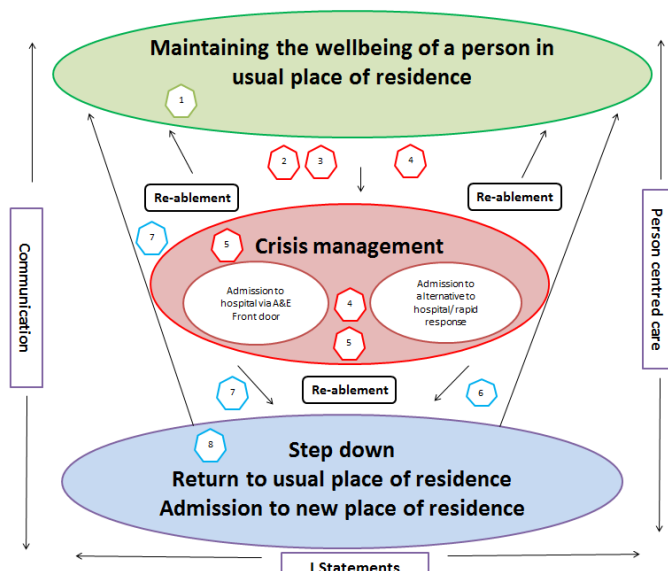 Maintaining the wellbeing of a person in
usual place of residence
1
2
3
4
Re-ablement
Re-ablement
Communication
Person centred care
7
5
Crisis management
Admission to
hospital via A&E
Front door
4
Admission to
alternative to
hospital/rapid
response
5
7
Re-ablement
6
8
Step down
Return to usual place of residence
Admission to new place of residence
I Statements